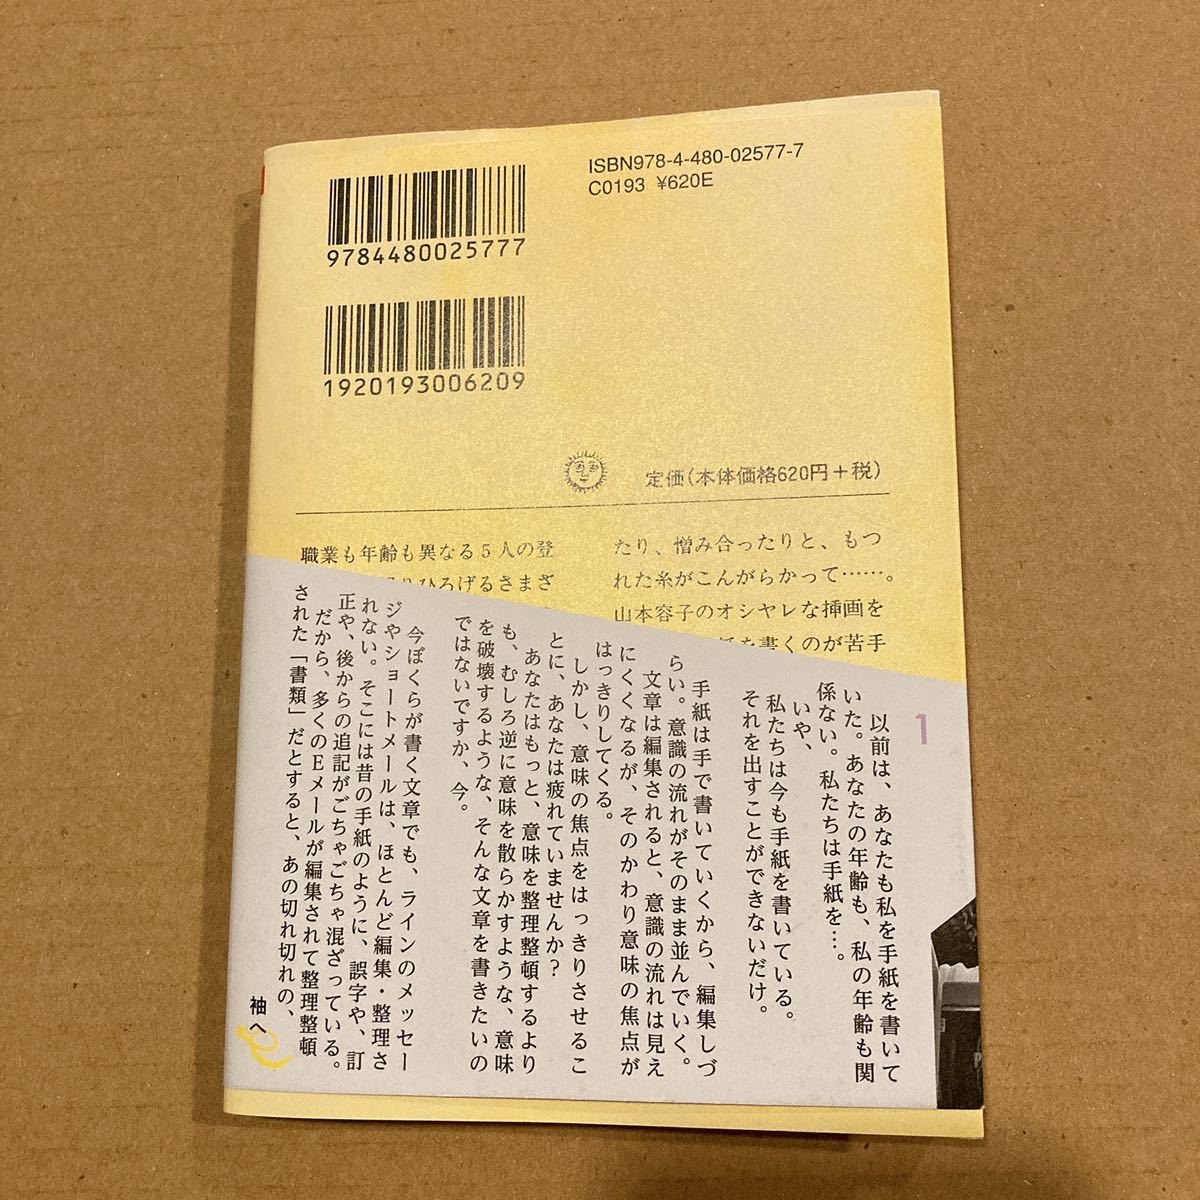 ISBN978-4-480-02577-7
C0193 ¥620E
9784480025777
1920193006209
定価(本体価格620円+税)
職業も年齢も異なる5人の登
りひろげるさまざ
たり、憎み合ったりと、もつ
れた糸がこんがらかって……。
山本容子のオシヤレな挿画を
を書くのが苦手
1
以前は、あなたも私を手紙を書いて
いた。あなたの年齢も、私の年齢も関
係ない。私たちは手紙を…。
いや、
私たちは今も手紙を書いている。
それを出すことができないだけ。
手紙は手で書いていくから、編集しづ
らい。意識の流れがそのまま並んでいく。
文章は編集されると、意識の流れは見え
にくくなるが、そのかわり意味の焦点が
はっきりしてくる。
しかし、意味の焦点をはっきりさせるこ
とに、あなたは疲れていませんか?
あなたはもっと、意味を整理整頓するより
も、むしろ逆に意味を散らかすような、意味
を破壊するような、そんな文章を書きたいの
ではないですか、今。
今ぼくらが書く文章でも、ラインのメッセー
ジやショートメールは、ほとんど編集・整理さ
れない。そこには昔の手紙のように、誤字や、訂
正や、後からの追記がごちゃごちゃ混ざっている。
だから、多くのEメールが編集されて整理整頓
された「書類」だとすると、あの切れ切れの、
袖へ